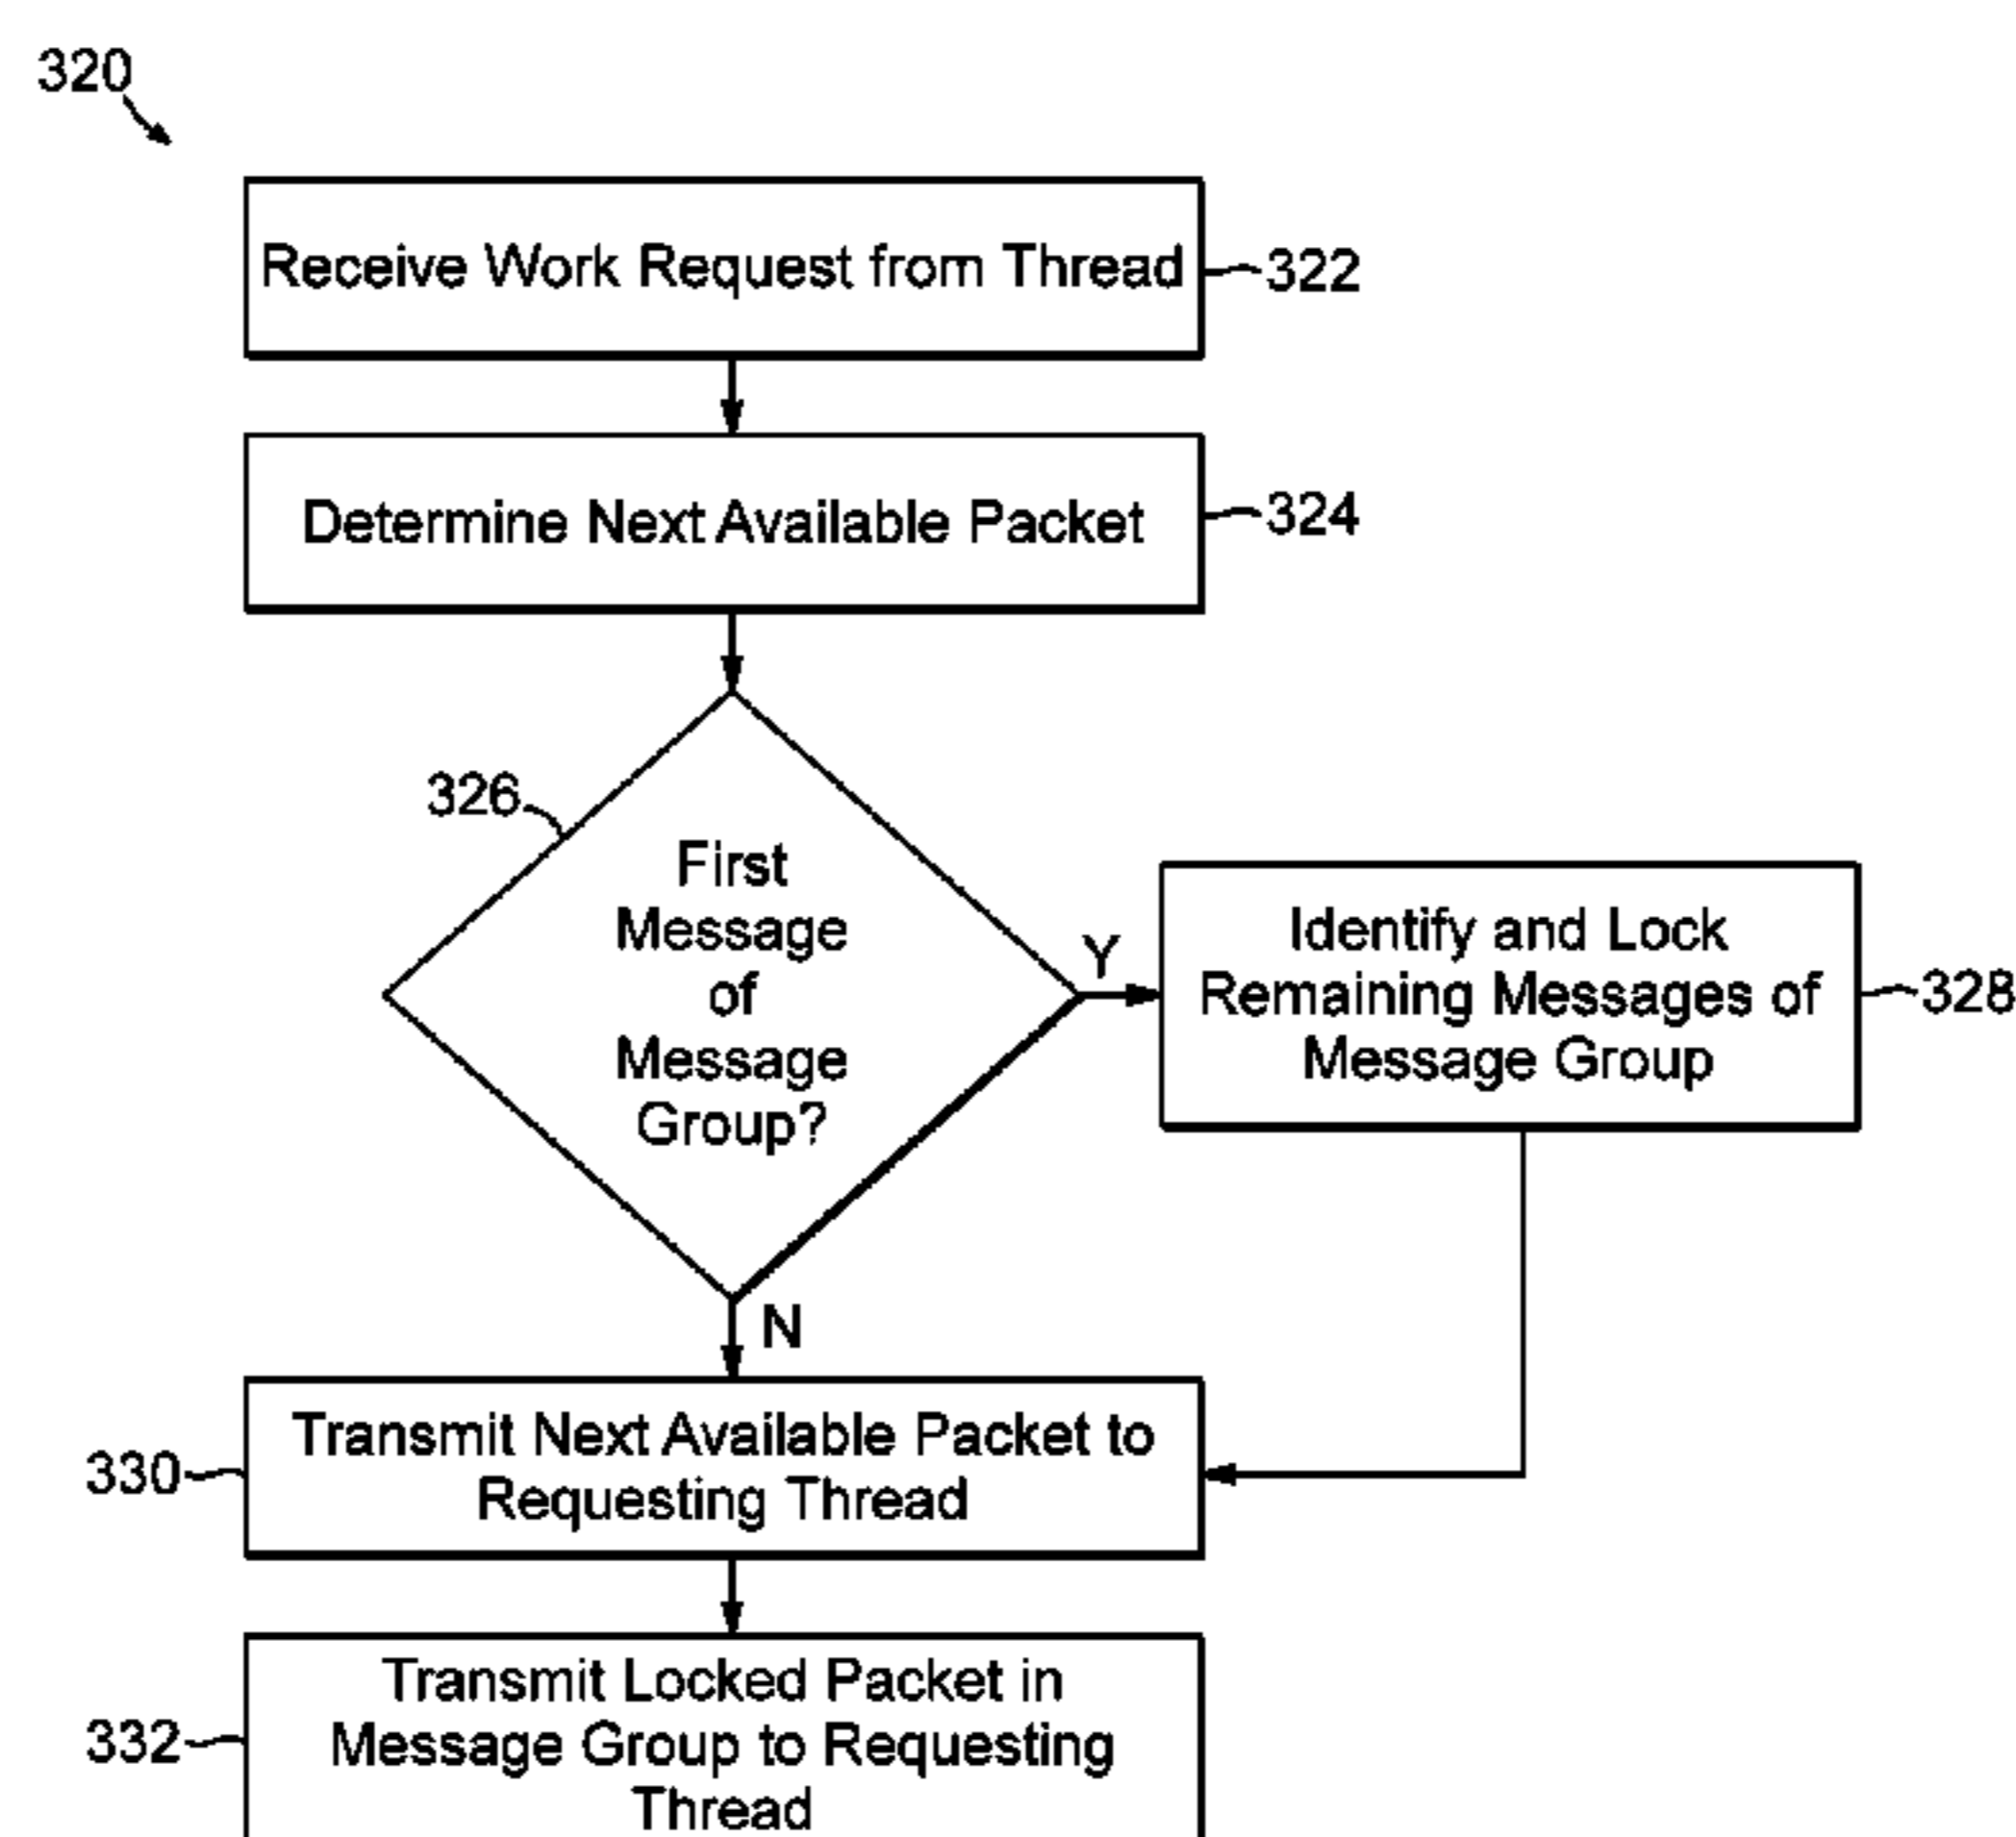 320
Receive Work Request from Thread
322
Determine Next Available Packet
324
326
First
Message
of
Message
Group?
Y
Identify and Lock
Remaining Messages of
Message Group
328
N
330
Transmit Next Available Packet to
Requesting Thread
332
Transmit Locked Packet in
Message Group to Requesting
Thread